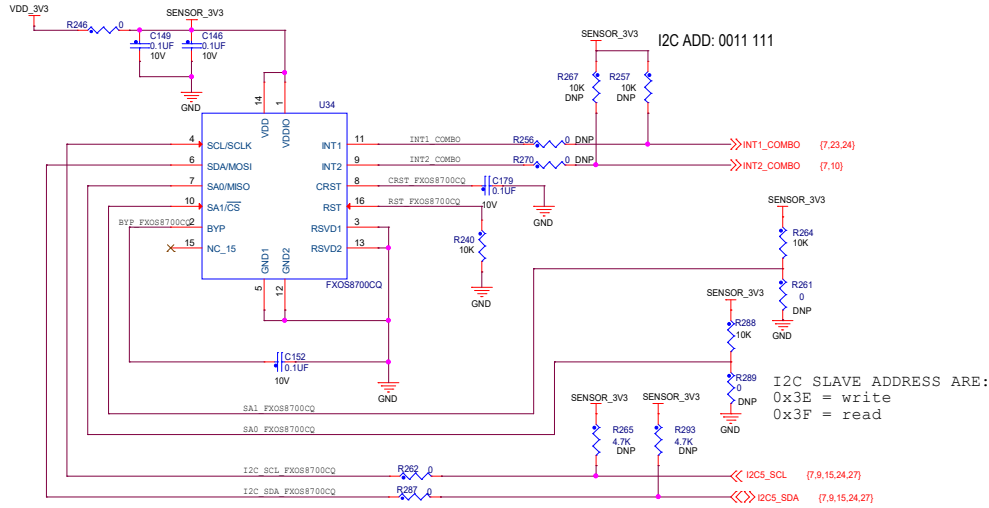 VDD_3V3
SENSOR_3V3
R246
0
C149
0.1UF
10V
C146
0.1UF
10V
GND
SENSOR_3V3
I2C ADD: 0011 111
R267
10K
DNP
R257
10K
DNP
U34
14
1
VDD
VDDIO
4
SCL/SCLK
6
SDA/MOSI
7
SA0/MISO
10
SA1/CS
BYP_FXOS8700CQ
2
BYP
15
NC_15
INT1
11
INT1_COMBO
INT2
9
INT2_COMBO
CRST
8
CRST_FXOS8700CQ
RST
16
RST_FXOS8700CQ
RSVD1
3
RSVD2
13
GND1
GND2
5
12
FXOS8700CQ
R256
0
DNP
R270
0
DNP
INT1_COMBO {7,23,24}
INT2_COMBO {7,10}
C179
0.1UF
10V
GND
R240
10K
GND
SENSOR_3V3
R264
10K
R261
0
DNP
GND
SENSOR_3V3
R288
10K
R289
0
DNP
GND
C152
0.1UF
10V
GND
I2C SLAVE ADDRESS ARE:
0x3E = write
0x3F = read
SA1_FXOS8700CQ
SA0_FXOS8700CQ
SENSOR_3V3
R265
4.7K
DNP
SENSOR_3V3
R293
4.7K
DNP
I2C_SCL_FXOS8700CQ
R262
0
I2C5_SCL {7,9,15,24,27}
I2C_SDA_FXOS8700CQ
R287
0
I2C5_SDA {7,9,15,24,27}